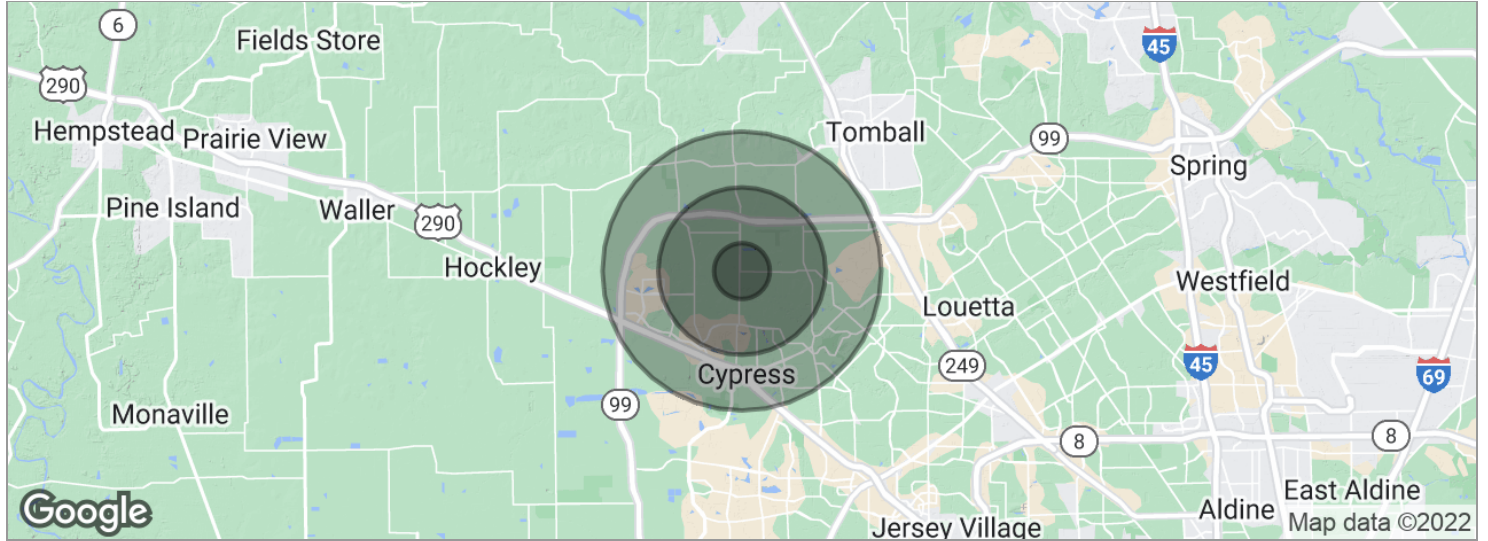 6
Fields Store
45
290
Hempstead
Prairie View
Tomball
99
Spring
Pine Island
Waller
290
Hockley
Westfield
Louetta
249
45
69
Cypress
99
Monaville
8
8
Google
Jersey Village
Aldine
East Aldine
Map data ©2022